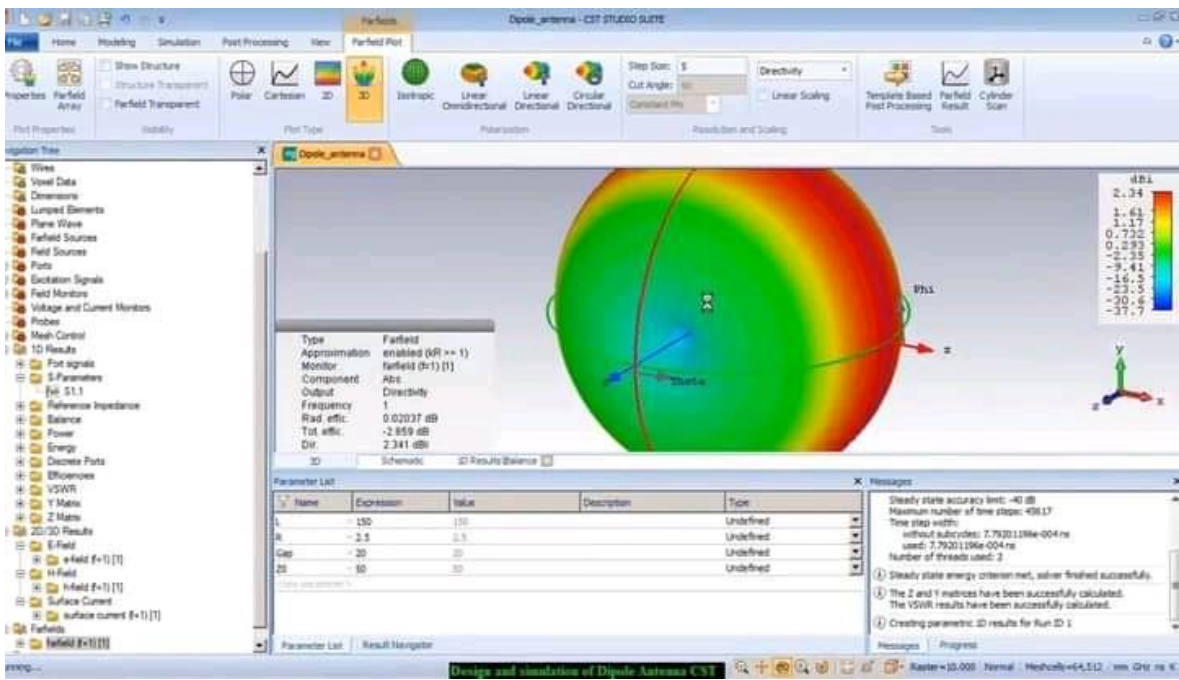 Farfields
Dipole_antenna - CST STUDIO SUITE
File Home Modeling Simulation Post Processing View Farfield Plot
Properties
Farfield Array
Show Structure
Structure Transparent
Farfield Transparent
Polar Cartesian 2D 3D
Isotropic
Linear Omnidirectional
Linear Directional
Circular Directional
Step Size: 5
Cut Angle:
Constant Phi
Directivity
Linear Scaling
Template Based Post Processing
Farfield Result
Cylinder Scan
Plot Properties Visibility Plot Type Polarization Resolution and Scaling Tools
Navigation Tree
Wires
Voxel Data
Dimensions
Lumped Elements
Plane Wave
Farfield Sources
Field Sources
Ports
Excitation Signals
Field Monitors
Voltage and Current Monitors
Probes
Mesh Control
1D Results
Port signals
S-Parameters
S1,1
Reference Impedance
Balance
Power
Energy
Discrete Ports
Efficiencies
VSWR
Y Matrix
Z Matrix
2D/3D Results
E-Field
e-field (f=1) [1]
H-Field
h-field (f=1) [1]
Surface Current
surface current (f=1) [1]
Farfields
farfield (f=1) [1]
Dipole_antenna
dBi
2.34
1.61
1.17
0.732
0.293
-2.35
-9.41
-16.5
-23.5
-30.6
-37.7
Phi
Theta
x
y
z x
Type Farfield
Approximation enabled (kR >> 1)
Monitor farfield (f=1) [1]
Component Abs
Output Directivity
Frequency 1
Rad. effic. 0.02037 dB
Tot. effic. -2.859 dB
Dir. 2.341 dBi
3D Schematic 1D Results\Balance
Parameter List
Name Expression Value Description Type
L = 150 150 Undefined
R = 2.5 2.5 Undefined
Gap = 20 20 Undefined
Z0 = 50 50 Undefined
Parameter List Result Navigator
Messages
Steady state accuracy limit: -40 dB
Maximum number of time steps: 45617
Time step width:
without subcycles: 7.79201196e-004 ns
used: 7.79201196e-004 ns
Number of threads used: 2
Steady state energy criterion met, solver finished successfully.
The Z and Y matrices have been successfully calculated.
The VSWR results have been successfully calculated.
Creating parametric 1D results for Run ID 1
Messages Progress
Design and simulation of Dipole Antenna CST
Raster=10.000 Normal Meshcells=64,512 mm GHz ns K